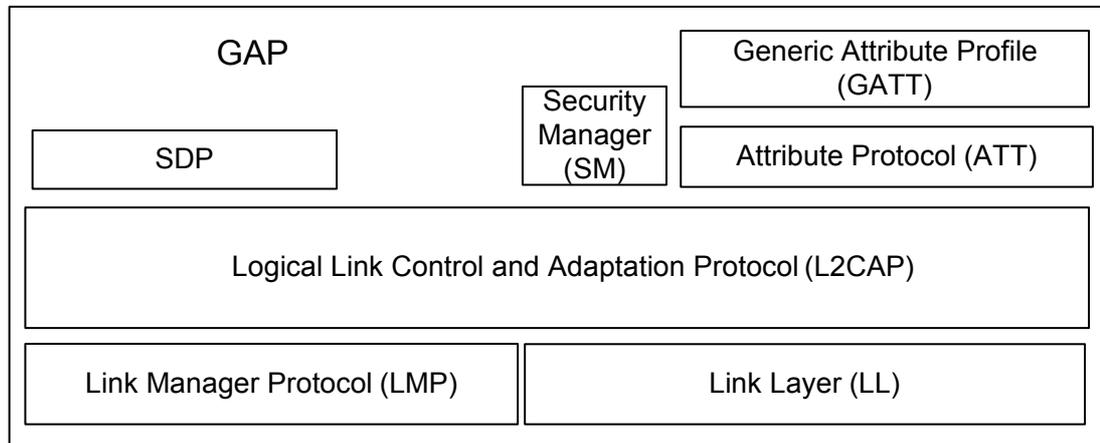 GAP
Generic Attribute Profile
(GATT)
Security
Manager
(SM)
SDP
Attribute Protocol (ATT)
Logical Link Control and Adaptation Protocol (L2CAP)
Link Manager Protocol (LMP)
Link Layer (LL)